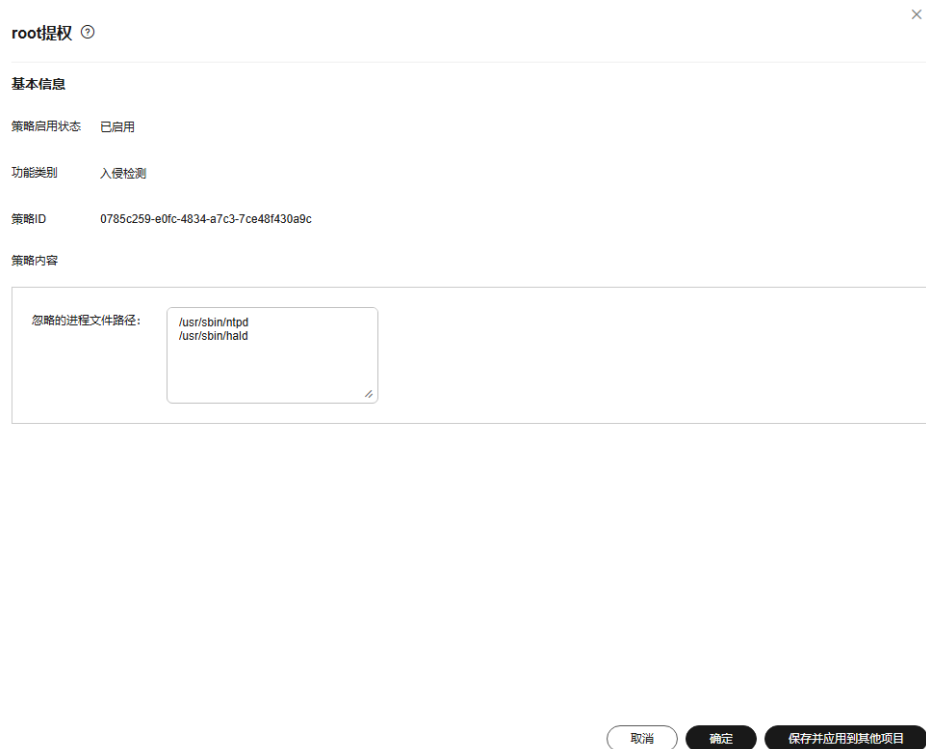 root提权
基本信息
策略启用状态 已启用
功能类别 入侵检测
策略ID 0785c259-e0fc-4834-a7c3-7ce48f430a9c
策略内容
忽略的进程文件路径： /usr/sbin/ntpd
/usr/sbin/hald
取消 确定 保存并应用到其他项目